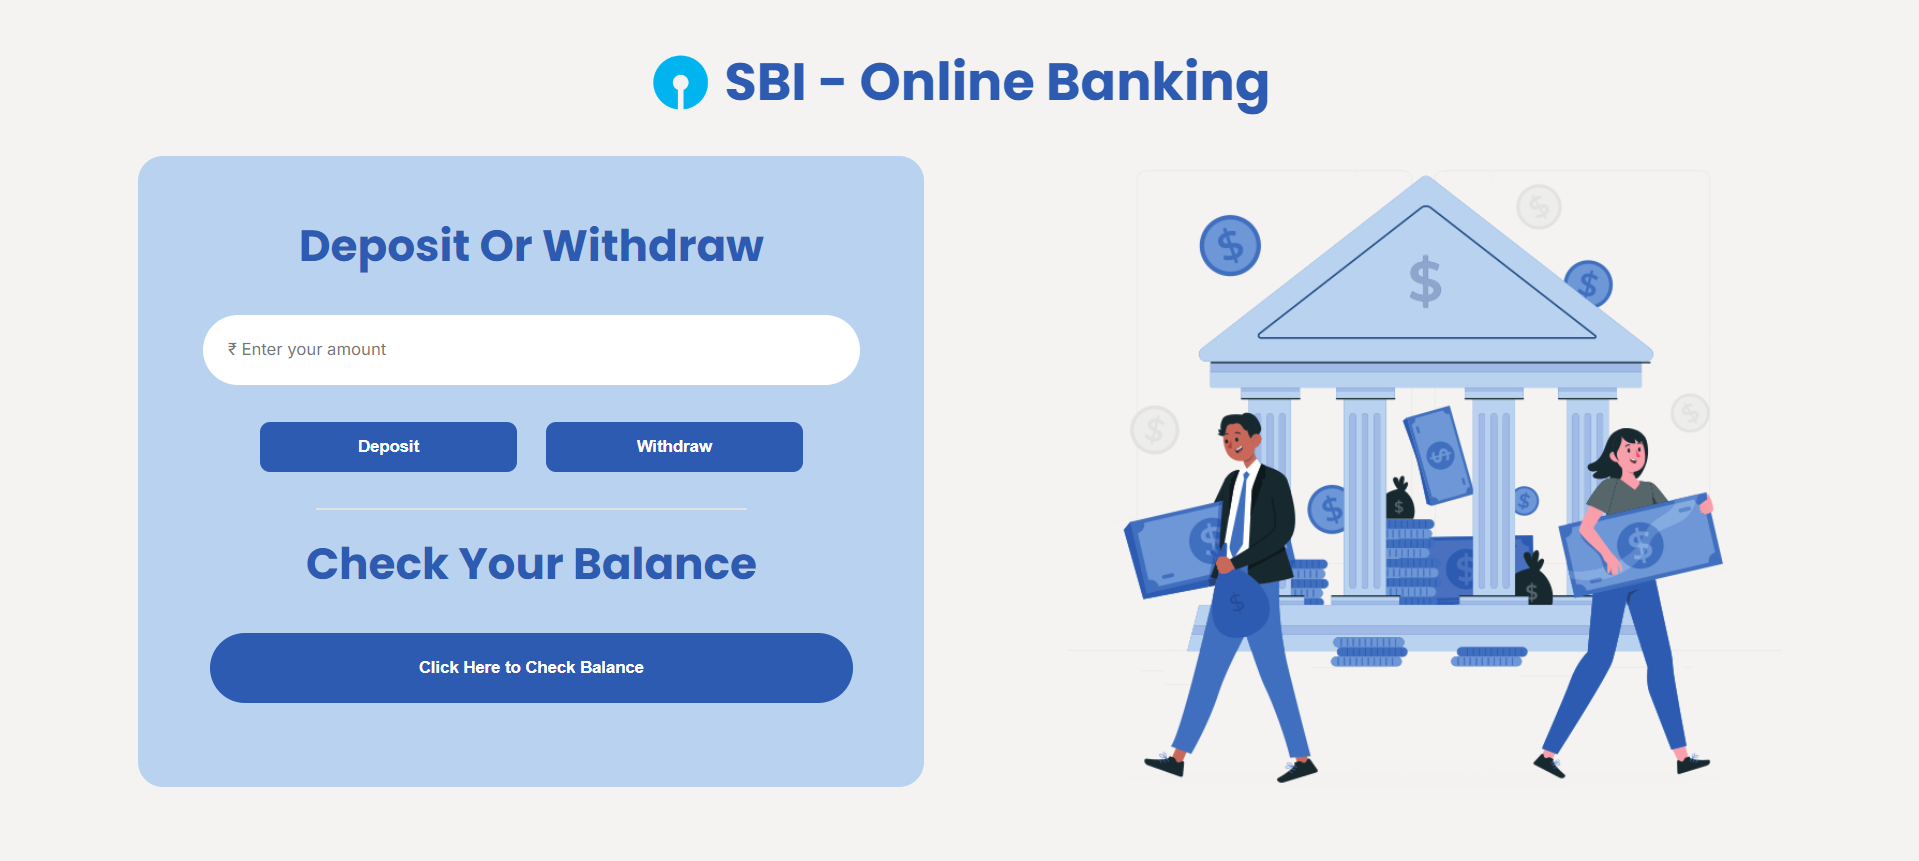 SBI - Online Banking
Deposit Or Withdraw
₹ Enter your amount
Deposit
Withdraw
Check Your Balance
Click Here to Check Balance